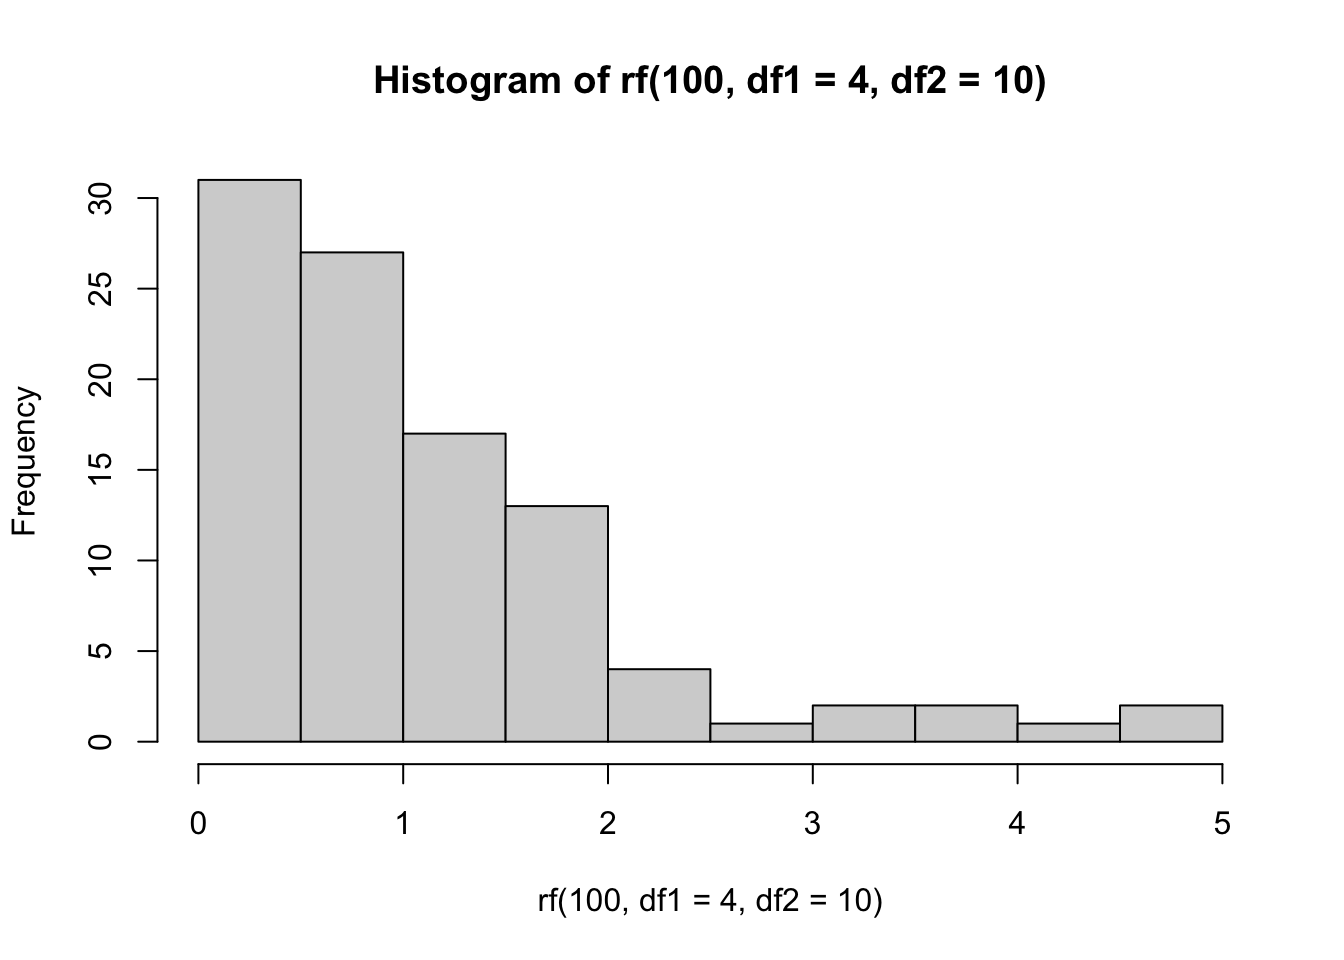 Histogram of rf(100, df1 = 4, df2 = 10)
Frequency
30
25
20
15
10
5
0
0 1 2 3 4 5
rf(100, df1 = 4, df2 = 10)